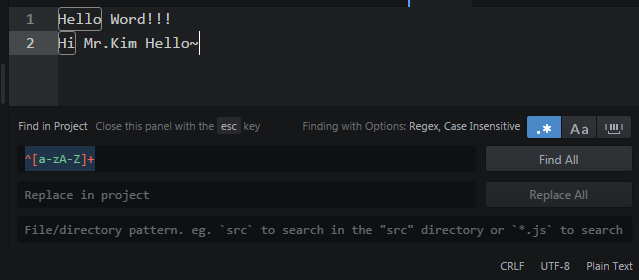 1 Hello Word!!!
2 Hi Mr.Kim Hello~
Find in Project Close this panel with the esc key Finding with Options: Regex, Case Insensitive .* Aa
^[a-zA-Z]+ Find All
Replace in project Replace All
File/directory pattern. eg. `src` to search in the "src" directory or `*.js` to search
CRLF UTF-8 Plain Text